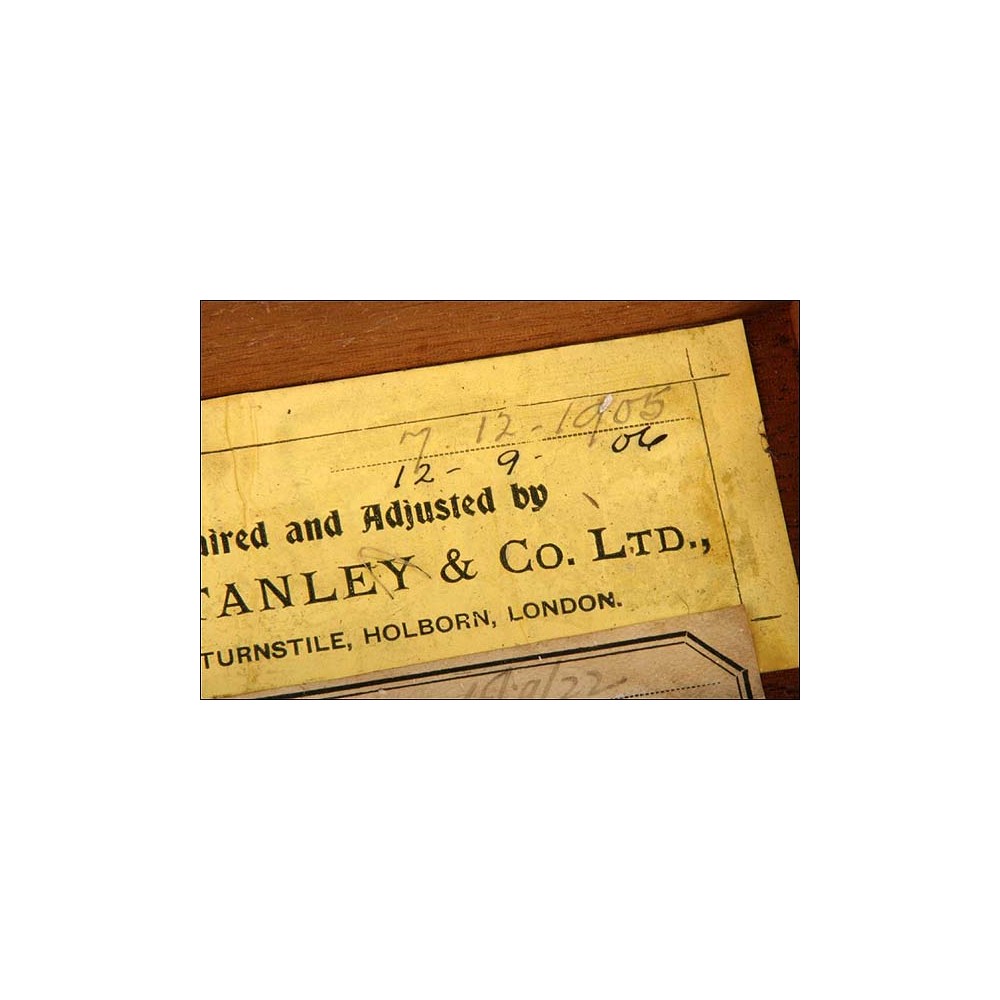 7. 12. 1905
12 - 9 - 06
aired and Adjusted by
TANLEY & CO. LTD.,
TURNSTILE, HOLBORN, LONDON.